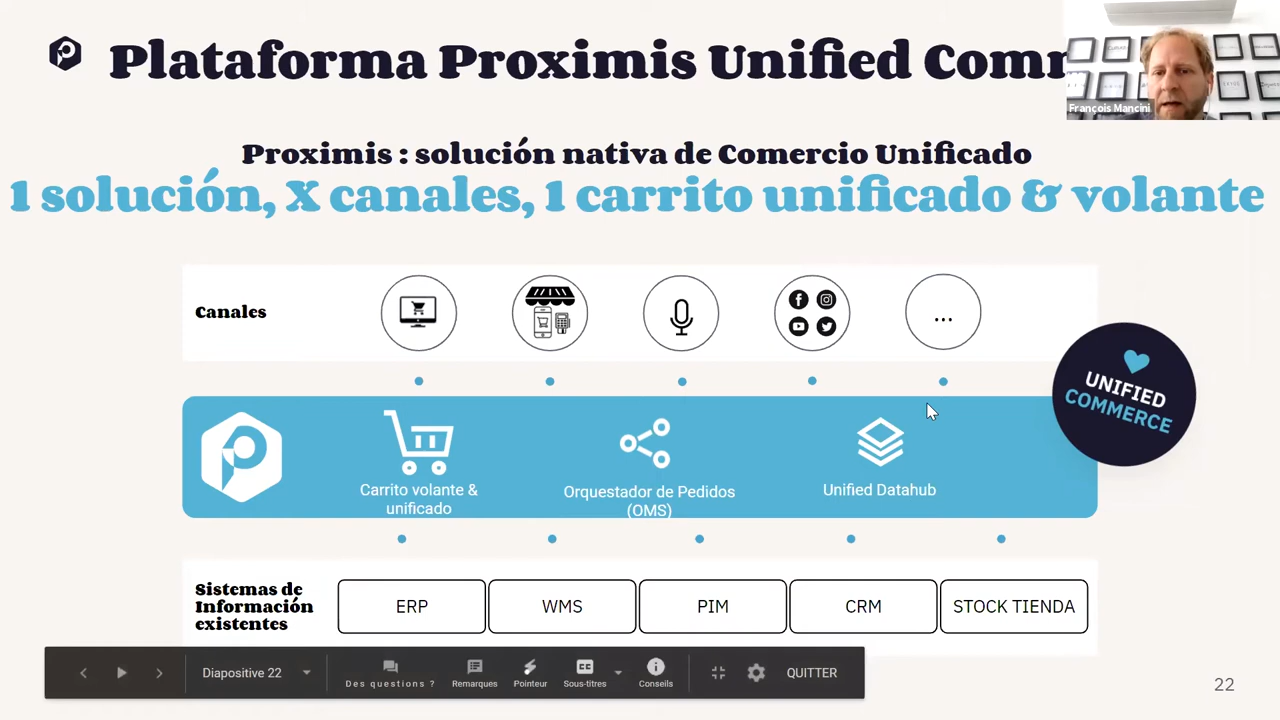 Plataforma Proximis Unified Comm
François Mancini
Proximis : solución nativa de Comercio Unificado
1 solución, X canales, 1 carrito unificado & volante
Canales
...
UNIFIED
COMMERCE
Carrito volante &
unificado
Orquestador de Pedidos
(OMS)
Unified Datahub
Sistemas de
Información
existentes
ERP
WMS
PIM
CRM
STOCK TIENDA
Diapositive 22
Des questions ?
Remarques
Pointeur
CC
Sous-titres
Conseils
QUITTER
22